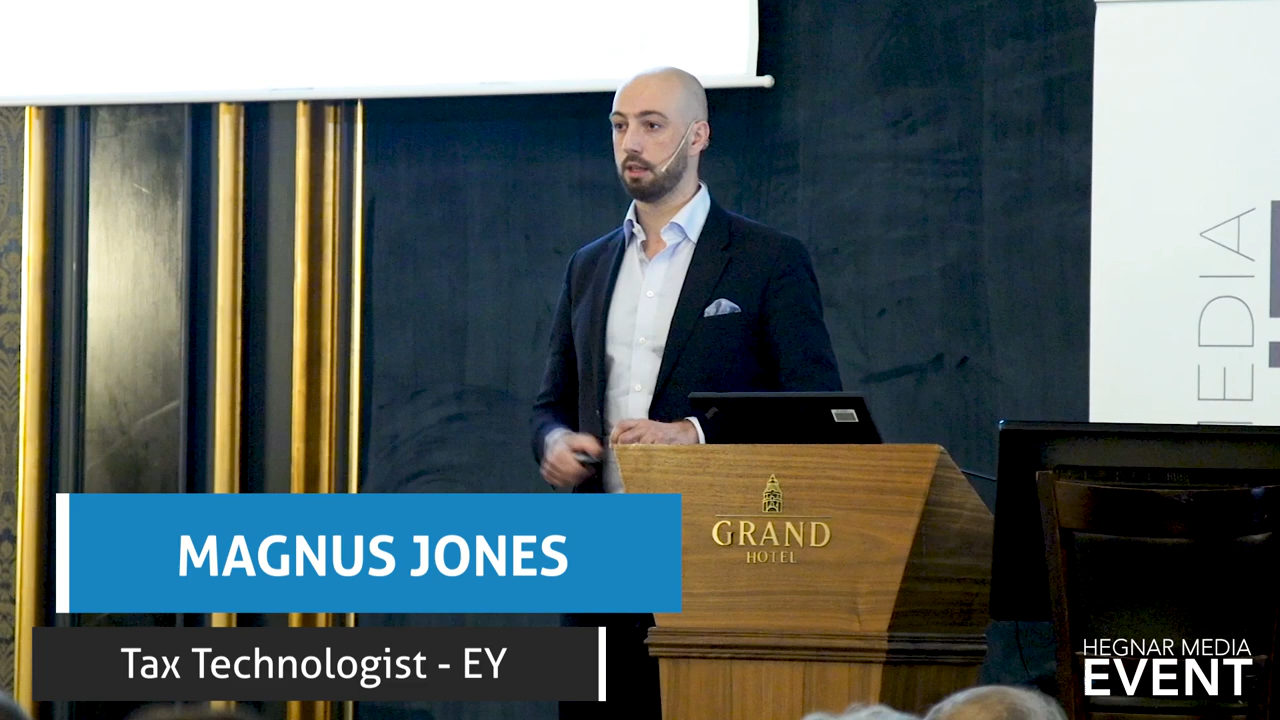 EDIA
GRAND
HOTEL
MAGNUS JONES
Tax Technologist - EY
HEGNAR MEDIA
EVENT